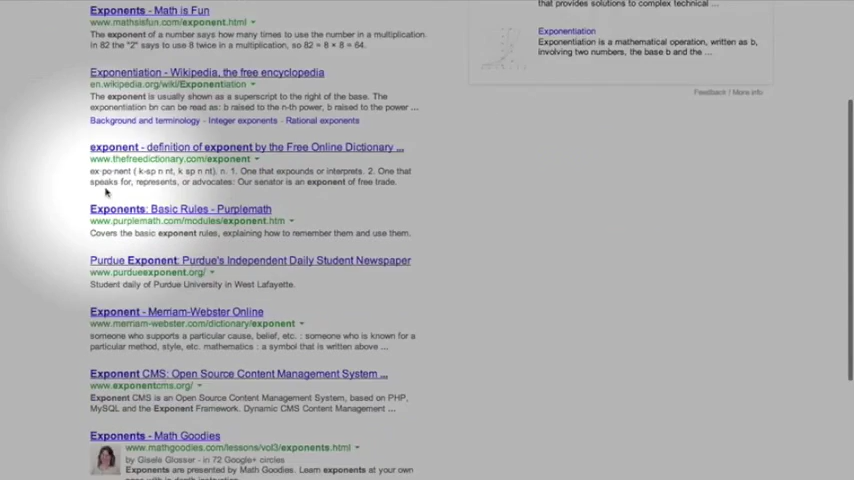 Exponents - Math is Fun
www.mathsisfun.com/exponent.html
The exponent of a number says how many times to use the number in a multiplication.
In 82 the "2" says to use 8 twice in a multiplication, so 82 = 8 × 8 = 64.
Exponentiation - Wikipedia, the free encyclopedia
en.wikipedia.org/wiki/Exponentiation
The exponent is usually shown as a superscript to the right of the base. The
exponentiation bn can be read as: b raised to the n-th power, b raised to the power ...
Background and terminology - Integer exponents - Rational exponents
exponent - definition of exponent by the Free Online Dictionary ...
www.thefreedictionary.com/exponent
ex·po·nent ( k-sp n nt, k sp n nt). n. 1. One that expounds or interprets. 2. One that
speaks for, represents, or advocates: Our senator is an exponent of free trade.
Exponents: Basic Rules - Purplemath
www.purplemath.com/modules/exponent.htm
Covers the basic exponent rules, explaining how to remember them and use them.
Purdue Exponent: Purdue's Independent Daily Student Newspaper
www.purdueexponent.org/
Student daily of Purdue University in West Lafayette.
Exponent - Merriam-Webster Online
www.merriam-webster.com/dictionary/exponent
someone who supports a particular cause, belief, etc. : someone who is known for a
particular method, style, etc. mathematics : a symbol that is written above ...
Exponent CMS: Open Source Content Management System ...
www.exponentcms.org/
Exponent CMS is an Open Source Content Management System, based on PHP,
MySQL and the Exponent Framework. Dynamic CMS Content Management ...
Exponents - Math Goodies
www.mathgoodies.com/lessons/vol3/exponents.html
by Gisele Glosser - in 72 Google+ circles
Exponents are presented by Math Goodies. Learn exponents at your own
that provides solutions to complex technical ...
Exponentiation
Exponentiation is a mathematical operation, written as b,
involving two numbers, the base b and the ...
Feedback / More info